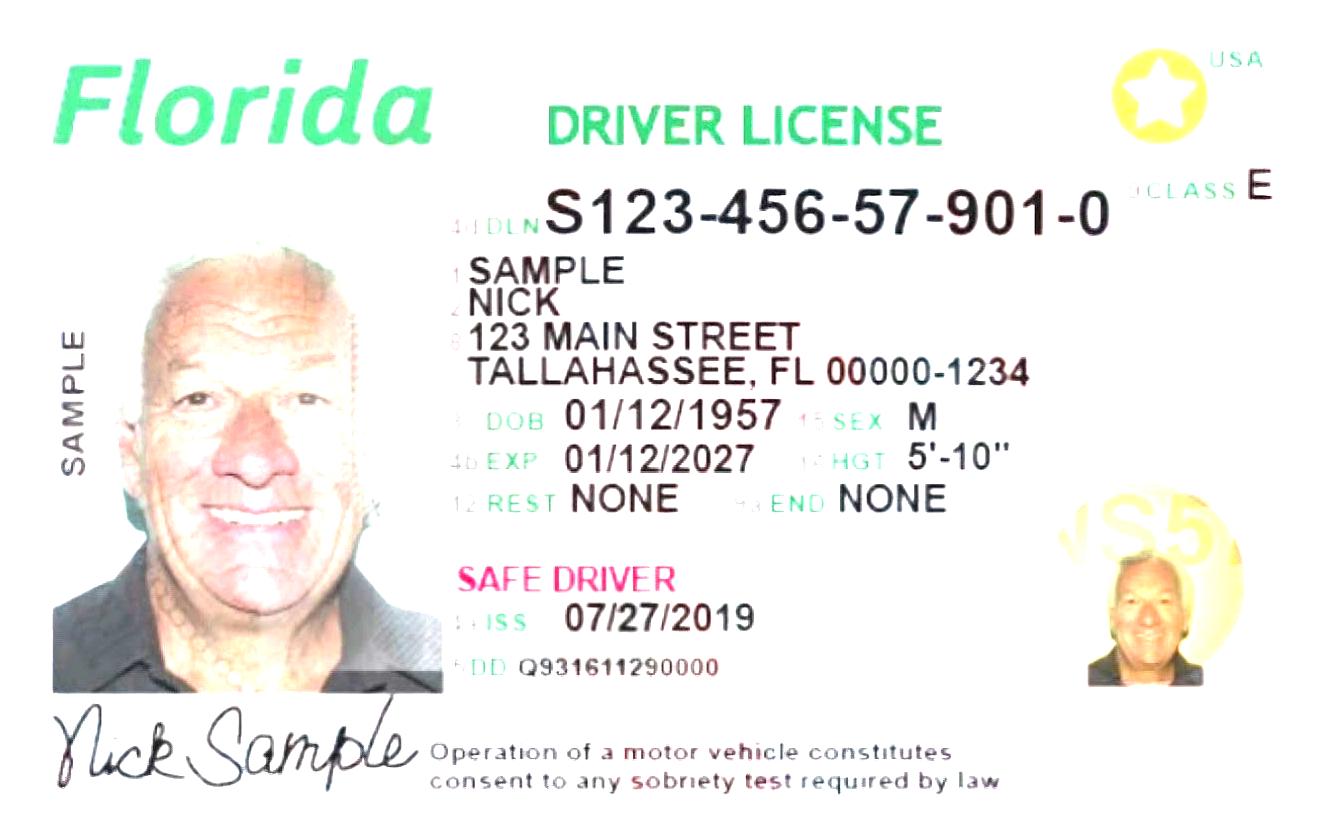 Florida
DRIVER LICENSE
USA
CLASS E
4d DLN S123-456-57-901-0
1 SAMPLE
2 NICK
8 123 MAIN STREET
TALLAHASSEE, FL 00000-1234
3 DOB 01/12/1957 15 SEX M
4b EXP 01/12/2027 HGT 5'-10"
12 REST NONE 9a END NONE
SAFE DRIVER
ISS 07/27/2019
5 DD Q931611290000
SAMPLE
Nick Sample
Operation of a motor vehicle constitutes
consent to any sobriety test required by law